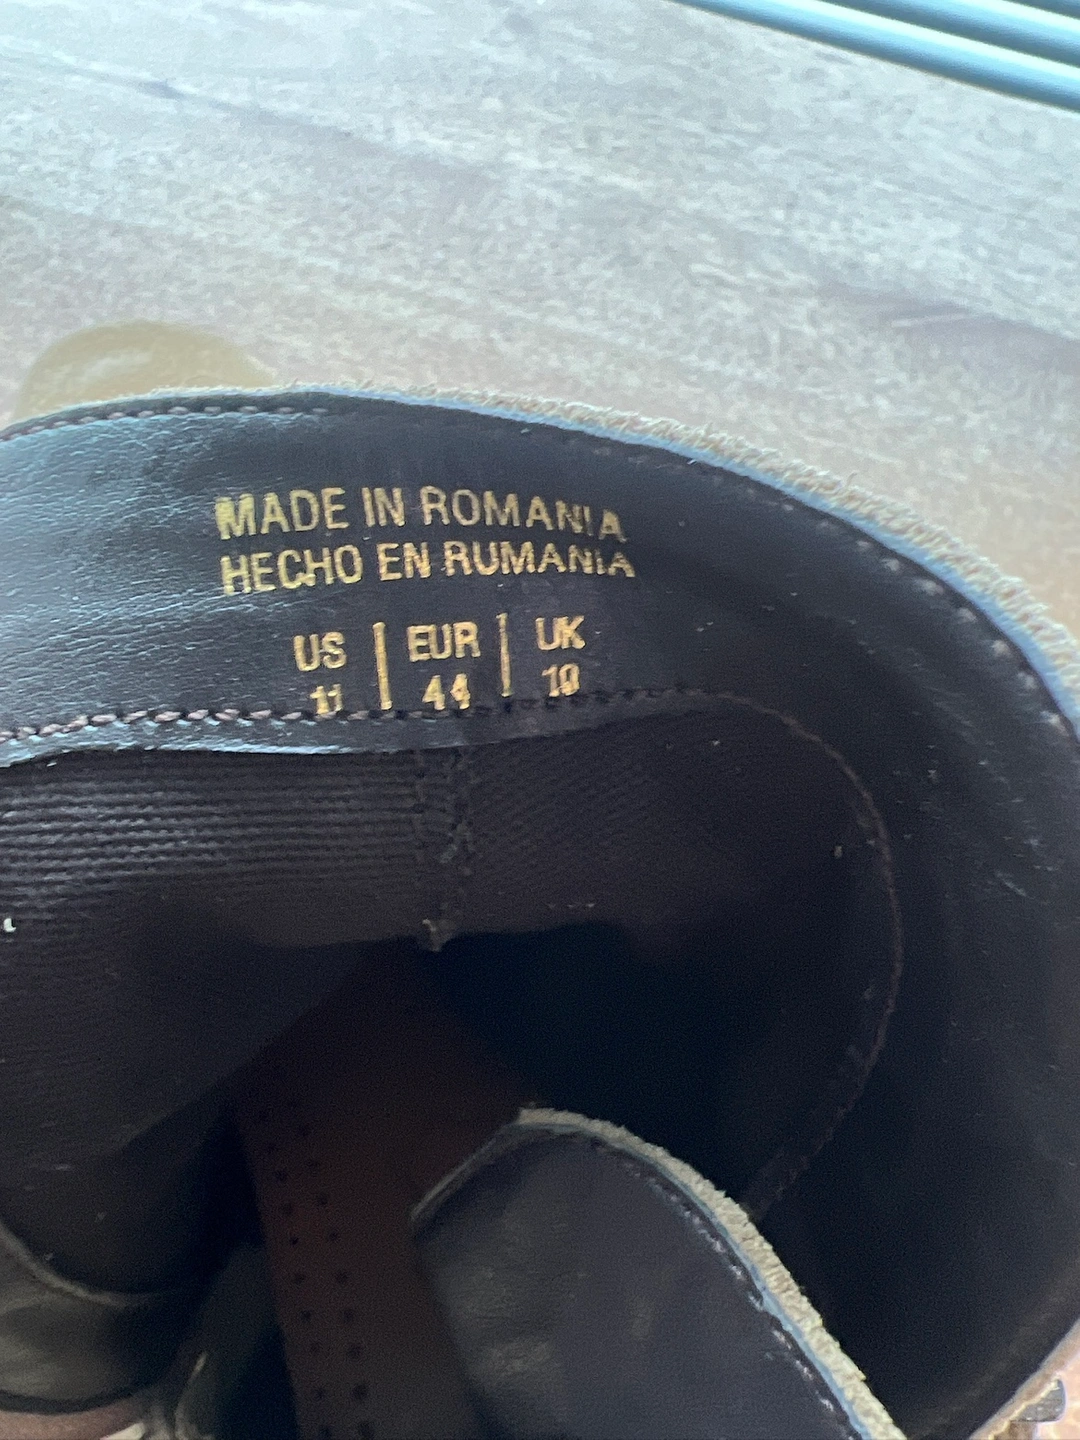 MADE IN ROMANIA
HECHO EN RUMANIA
US | EUR | UK
11 | 44 | 10